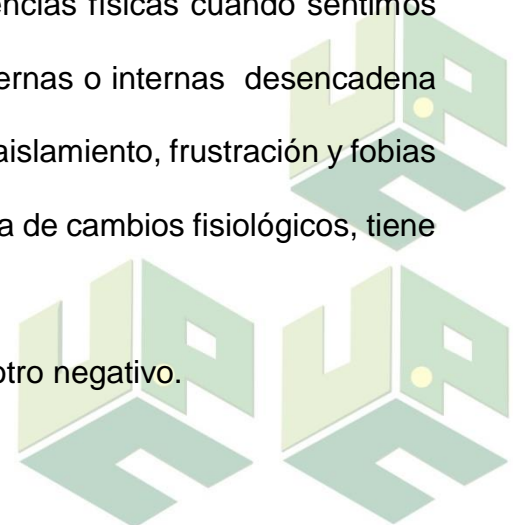 encias físicas cuando sentimos
ernas o internas desencadena
aislamiento, frustración y fobias
a de cambios fisiológicos, tiene
otro negativo.